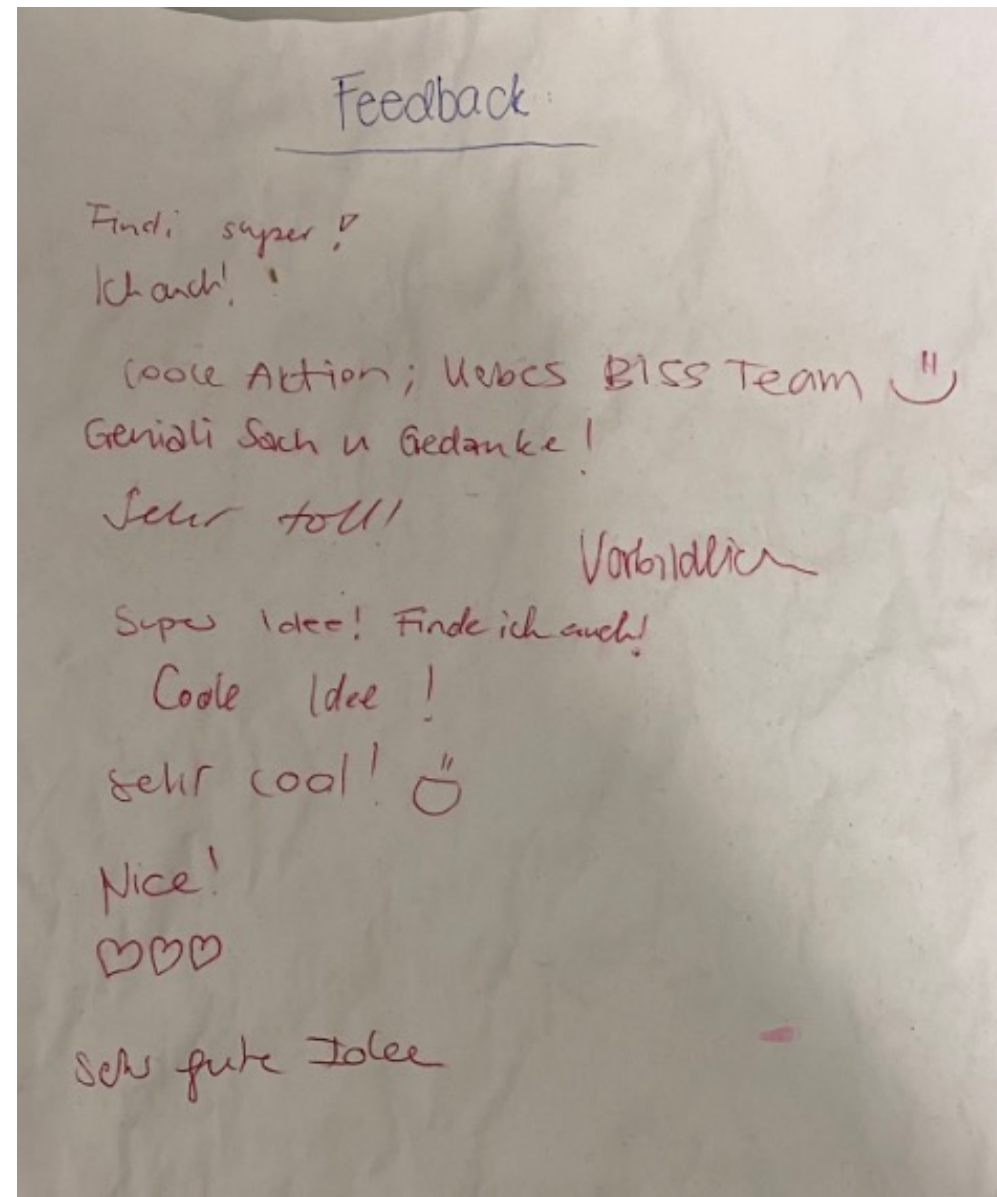 Feedback:
Findi super!
Ich auch! !
Coole Aktion; liebes BISS Team
Geniali Sach u Gedanke!
Sehr toll!
Vorbildlich
Super Idee! Finde ich auch!
Coole Idee!
sehr cool!
Nice!
Sehr gute Idee